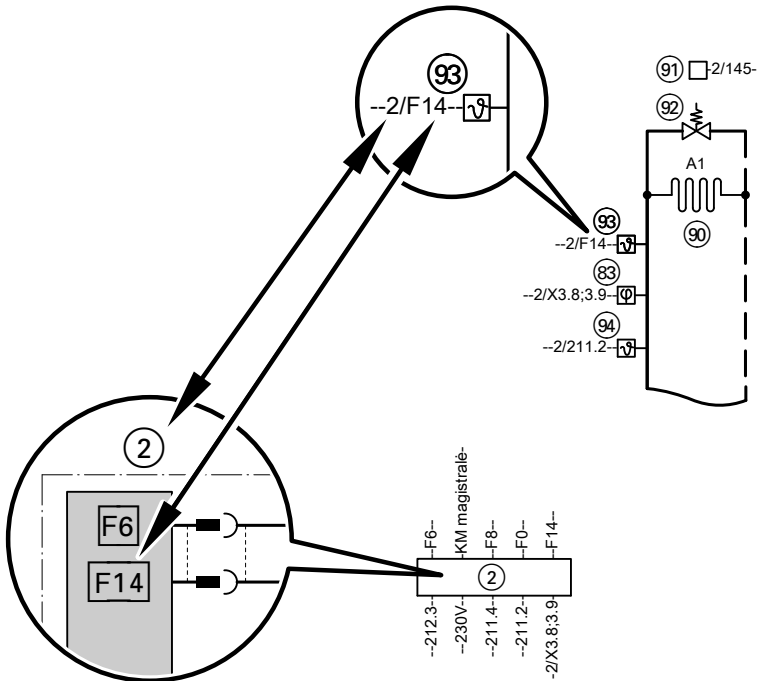 93
--2/F14--ϑ
91 -2/145-
92
A1
90
93
--2/F14--ϑ
83
--2/X3.8;3.9--φ
94
--2/211.2--ϑ
2
F6
F14
--F6--
-KM magistralė-
--F8--
--F0--
--F14--
2
--212.3--
--230V--
--211.4--
--211.2--
-2/X3.8;3.9--